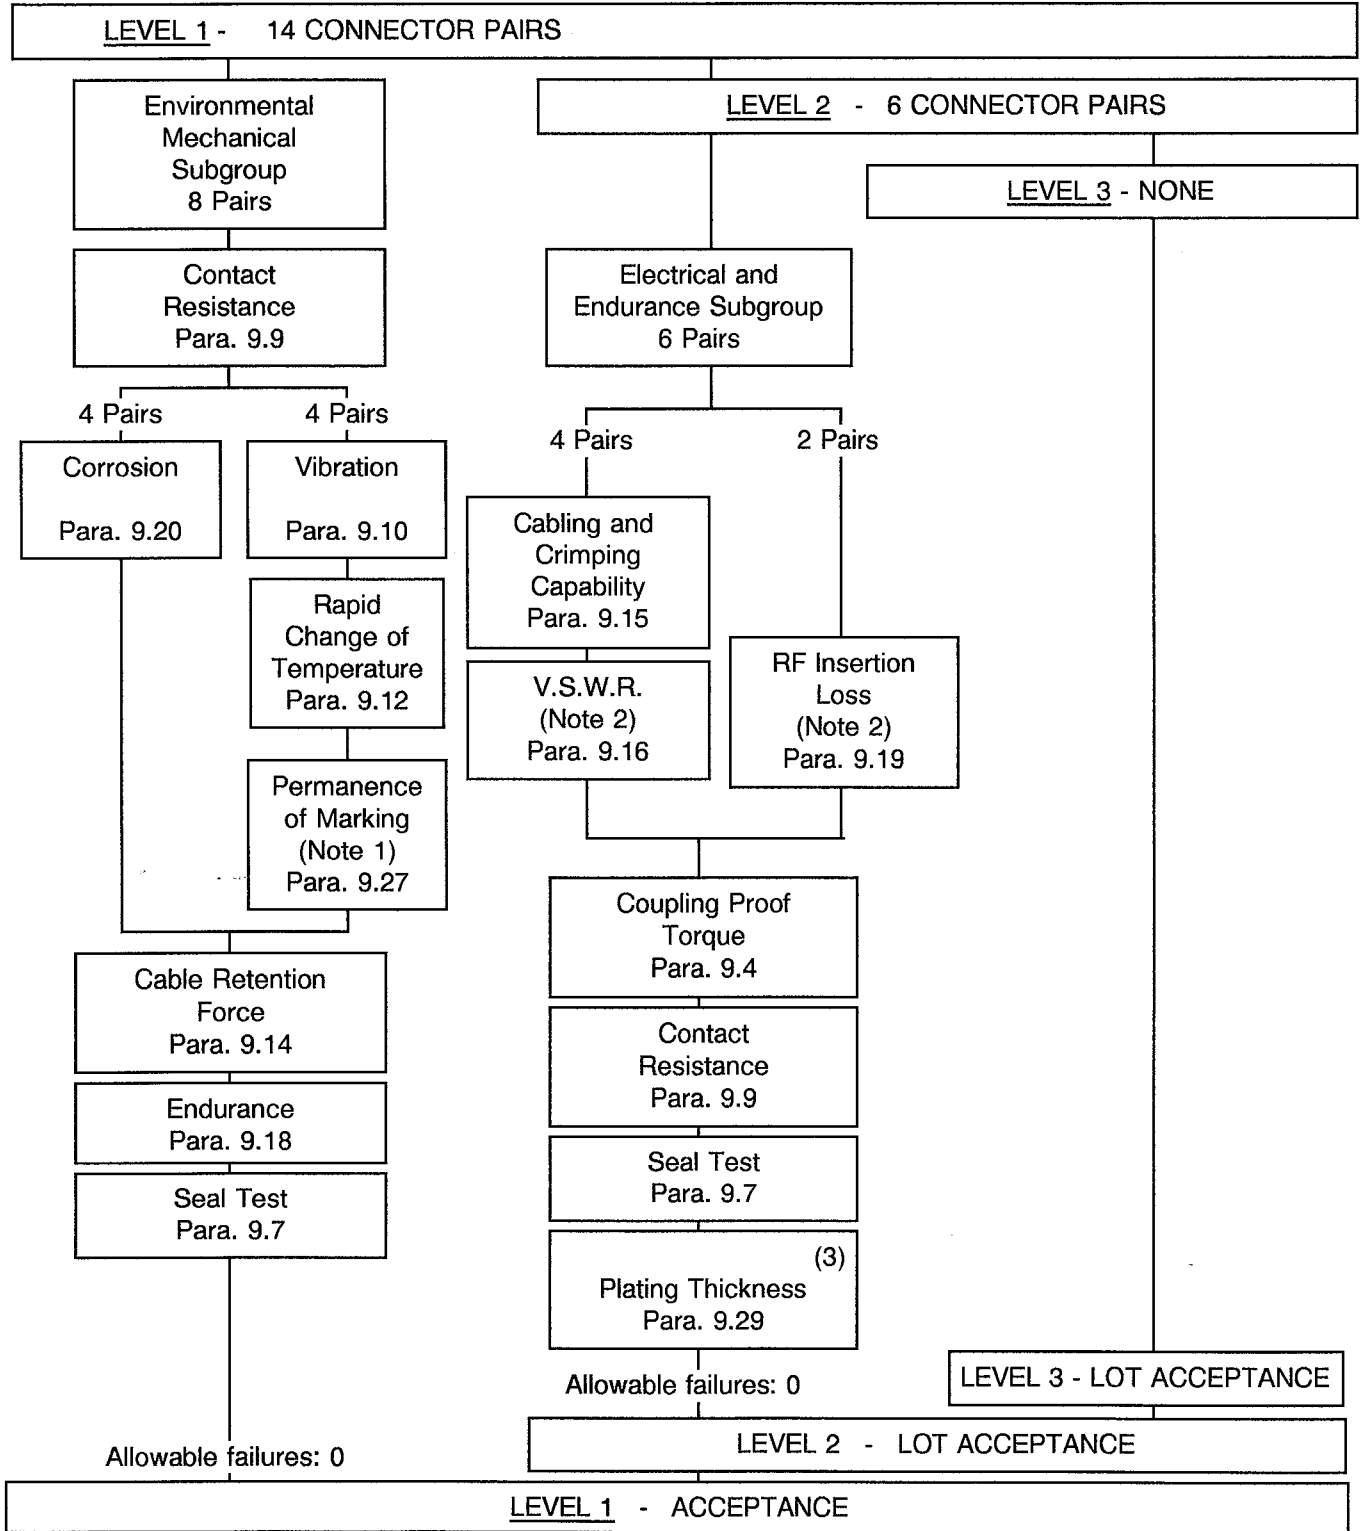 LEVEL 1 - 14 CONNECTOR PAIRS
Environmental
Mechanical
Subgroup
8 Pairs
LEVEL 2 - 6 CONNECTOR PAIRS
LEVEL 3 - NONE
Contact
Resistance
Para. 9.9
Electrical and
Endurance Subgroup
6 Pairs
4 Pairs
4 Pairs
4 Pairs
2 Pairs
Corrosion
Para. 9.20
Vibration
Para. 9.10
Rapid
Change of
Temperature
Para. 9.12
Permanence
of Marking
(Note 1)
Para. 9.27
Cabling and
Crimping
Capability
Para. 9.15
V.S.W.R.
(Note 2)
Para. 9.16
RF Insertion
Loss
(Note 2)
Para. 9.19
Cable Retention
Force
Para. 9.14
Endurance
Para. 9.18
Seal Test
Para. 9.7
Coupling Proof
Torque
Para. 9.4
Contact
Resistance
Para. 9.9
Seal Test
Para. 9.7
(3)
Plating Thickness
Para. 9.29
Allowable failures: 0
LEVEL 3 - LOT ACCEPTANCE
LEVEL 2 - LOT ACCEPTANCE
Allowable failures: 0
LEVEL 1 - ACCEPTANCE